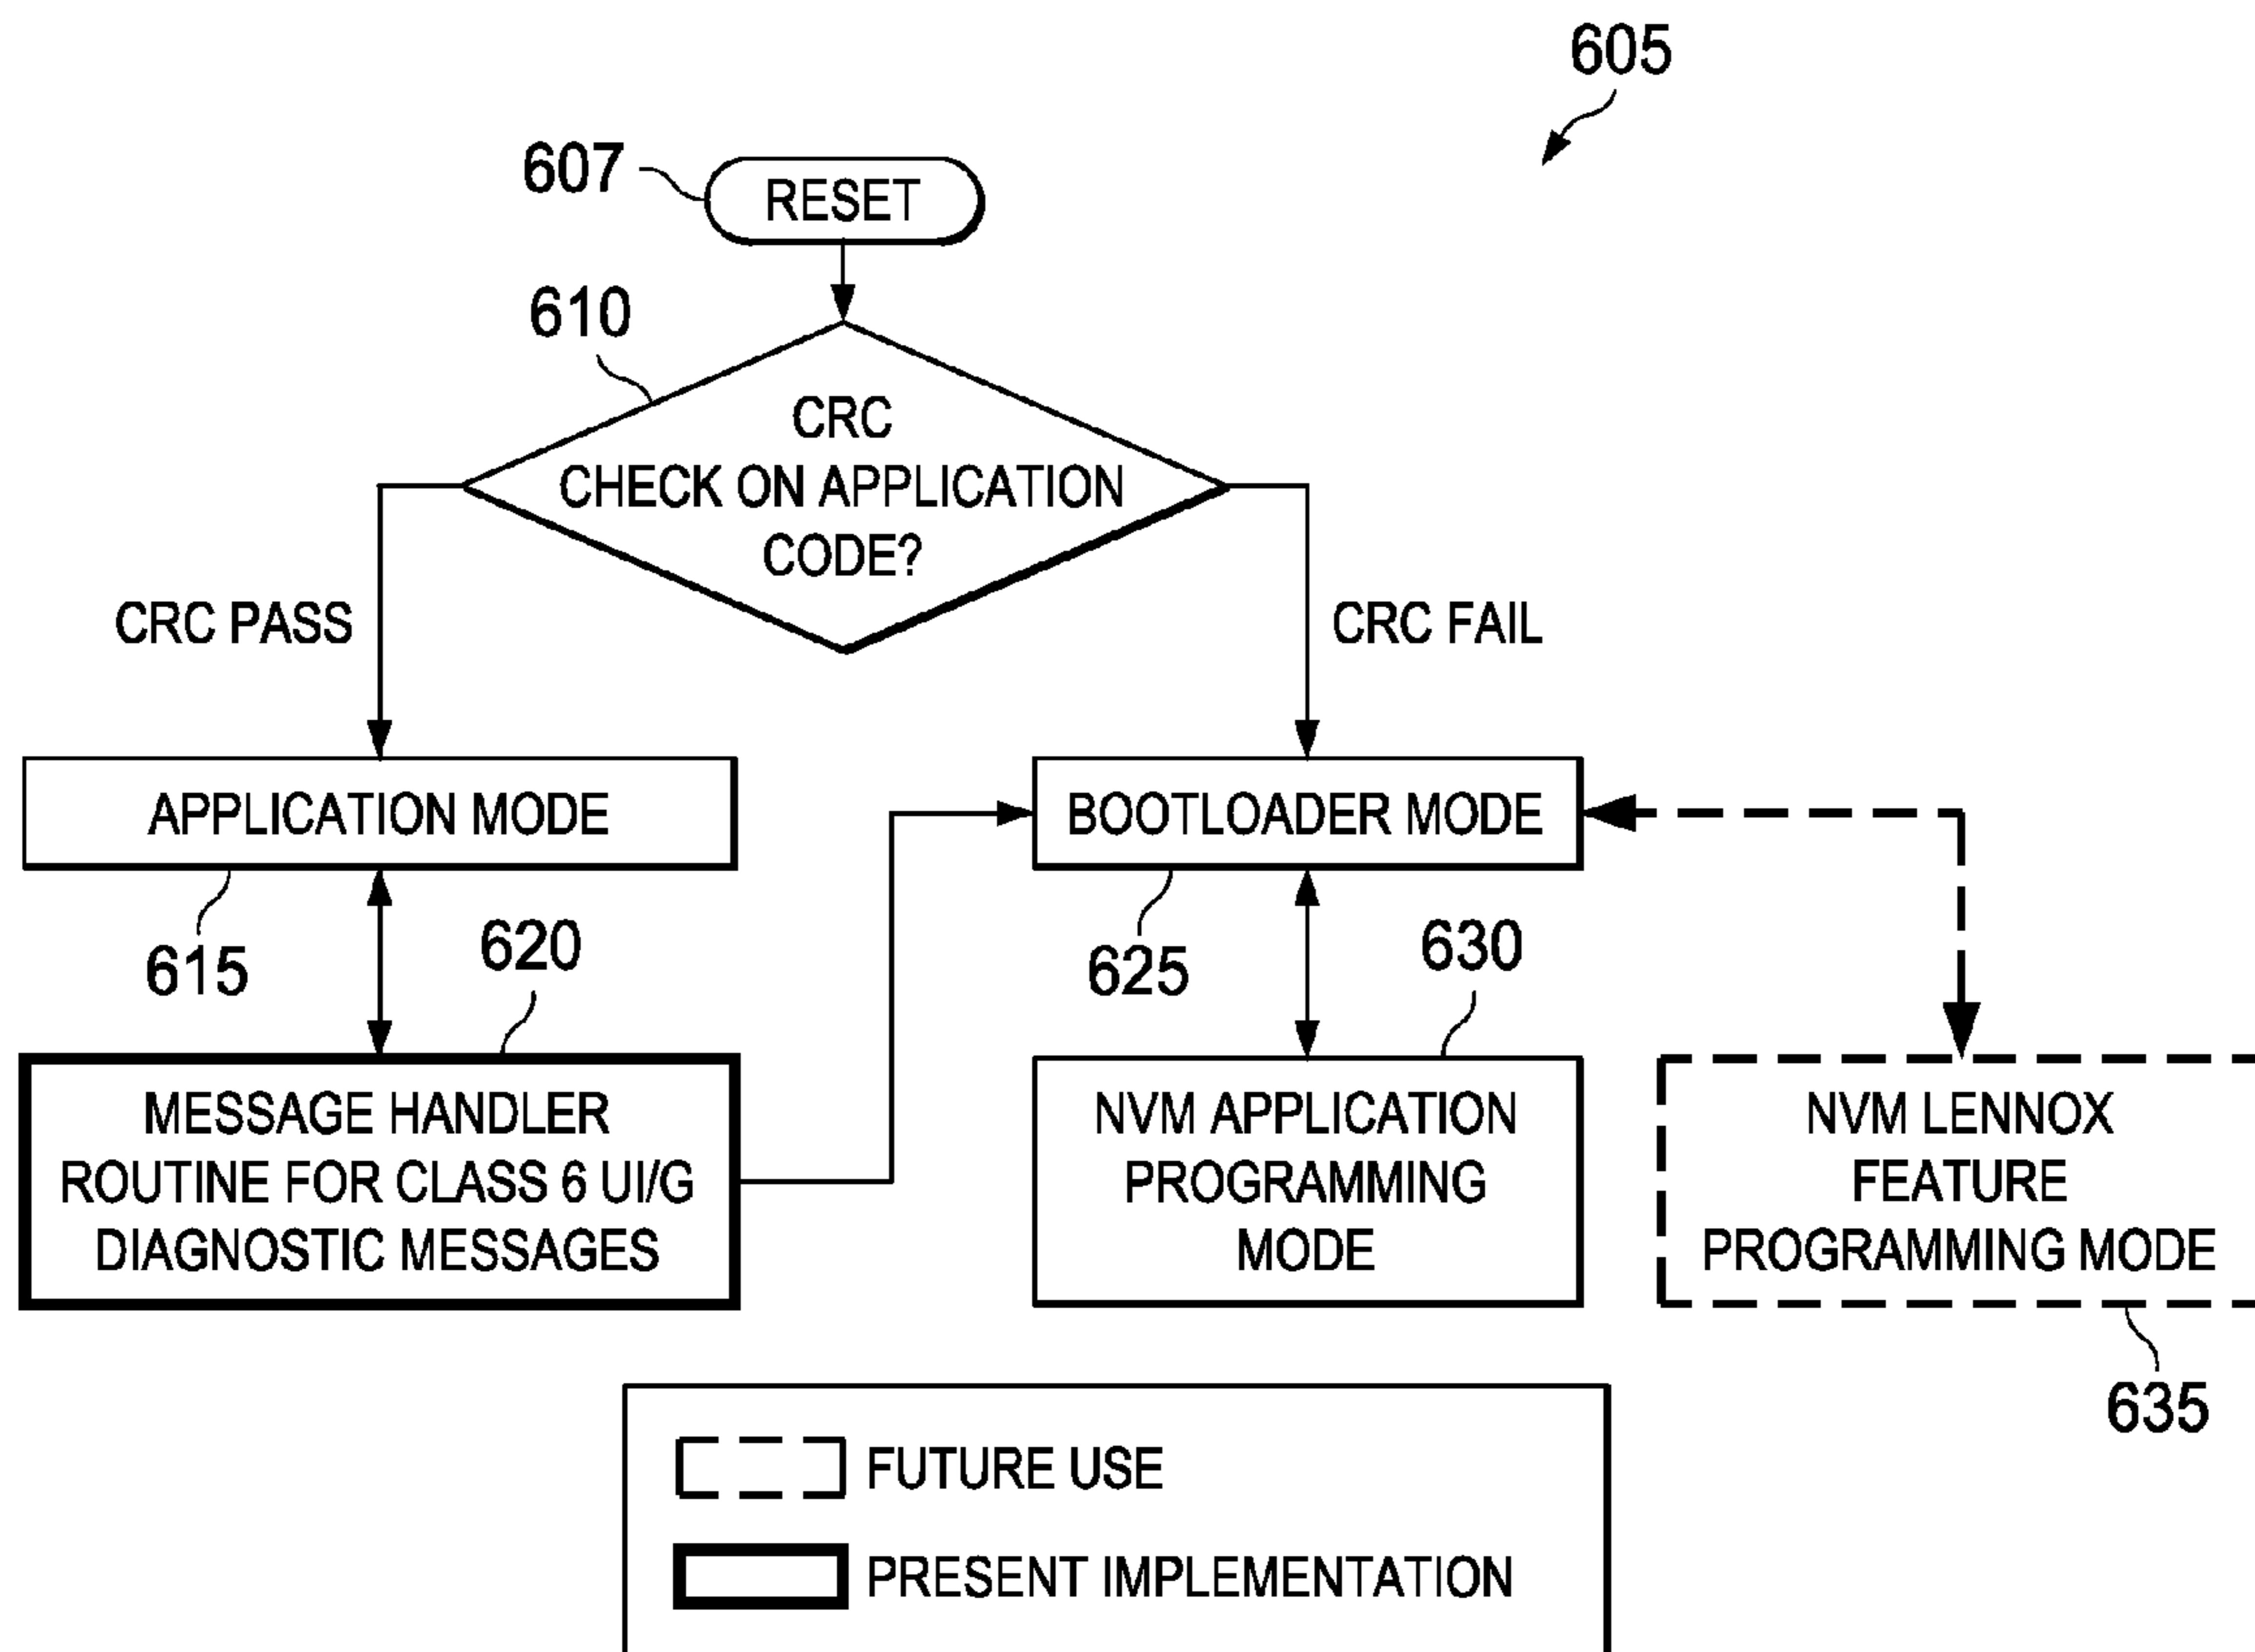 605
607
RESET
610
CRC
CHECK ON APPLICATION
CODE?
CRC PASS
CRC FAIL
APPLICATION MODE
BOOTLOADER MODE
615
620
625
630
MESSAGE HANDLER
ROUTINE FOR CLASS 6 UI/G
DIAGNOSTIC MESSAGES
NVM APPLICATION
PROGRAMMING
MODE
NVM LENNOX
FEATURE
PROGRAMMING MODE
635
FUTURE USE
PRESENT IMPLEMENTATION